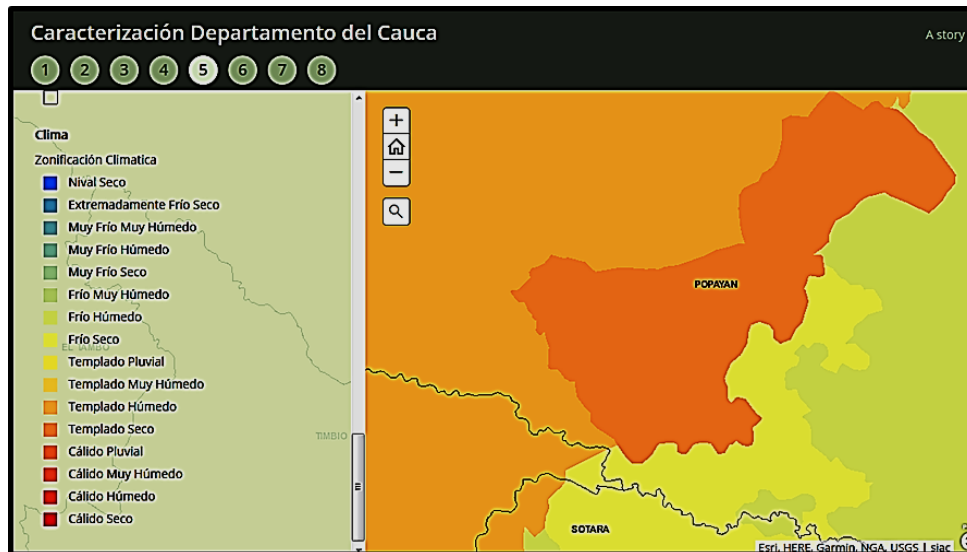 Caracterización Departamento del Cauca
A story
1 2 3 4 5 6 7 8
Clima
Zonificación Climatica
Nival Seco
Extremadamente Frío Seco
Muy Frío Muy Húmedo
Muy Frío Húmedo
Muy Frío Seco
Frío Muy Húmedo
Frío Húmedo
Frío Seco
EL TAMBO
Templado Pluvial
Templado Muy Húmedo
Templado Húmedo
Templado Seco
TIMBIO
Cálido Pluvial
Cálido Muy Húmedo
Cálido Húmedo
Cálido Seco
+
−
POPAYAN
SOTARA
Esri, HERE, Garmin, NGA, USGS | siac